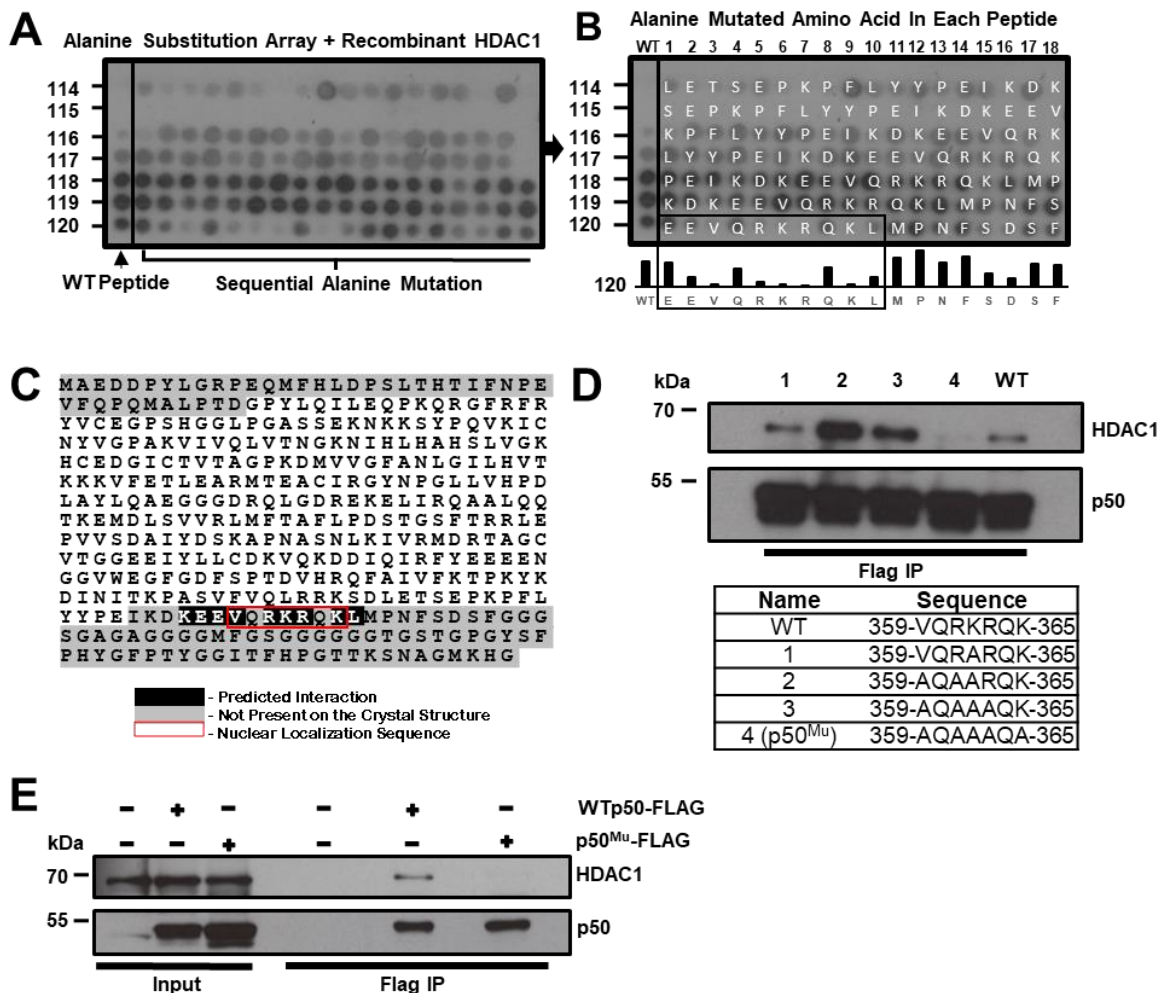 A
Alanine Substitution Array + Recombinant HDAC1
114
115
116
117
118
119
120
WT Peptide
Sequential Alanine Mutation
B
Alanine Mutated Amino Acid In Each Peptide
WT 1 2 3 4 5 6 7 8 9 10 11 12 13 14 15 16 17 18
114 L E T S E P K P F L Y Y P E I K D K
115 S E P K P F L Y Y P E I K D K E E V
116 K P F L Y Y P E I K D K E E V Q R K
117 L Y Y P E I K D K E E V Q R K R Q K
118 P E I K D K E E V Q R K R Q K L M P
119 K D K E E V Q R K R Q K L M P N F S
120 E E V Q R K R Q K L M P N F S D S F
120
WT E E V Q R K R Q K L M P N F S D S F
C
MAEDDPYLGRPEQMFHLDPSLTHTIFNPE
VFQPQMALPTDGPYLQILEQPKQRGFRFR
YVCEGPSHGGLPGASSEKNKKSYPQVKIC
NYVGPAKVIVQLVTNGKNIHLHAHSLVGK
HCEDGICTVTAGPKDMVVGFANLGILHVT
KKKVFETLEARMTEACIRGYNPGLLVHPD
LAYLQAEGGGDRQLGDREKELIRQAALQQ
TKEMDLSVVRLMFTAFLPDSTGSFTRRLE
PVVSDAIYDSKAPNASNLKIVRMDRTAGC
VTGGEEIYLLCDKVQKDDIQIRFYEEEEN
GGVWEGFGDFSPTDVHRQFAIVFKTPKYK
DINITKPASVFVQLRRKSDLETSEPKPFL
YYPEIKDKEEVQRKRQKLMPNFSDSFGGG
SGAGAGGGGMFGSGGGGGGTGSTGPGYSF
PHYGFPTYGGITFHPGTTKSNAGMKHG
- Predicted Interaction
- Not Present on the Crystal Structure
- Nuclear Localization Sequence
D
kDa 1 2 3 4 WT
70
HDAC1
55
p50
Flag IP
Name Sequence
WT 359-VQRKRQK-365
1 359-VQRARQK-365
2 359-AQAARQK-365
3 359-AQAAAQK-365
4 (p50Mu) 359-AQAAAQA-365
E
– + – – + – WTp50-FLAG
kDa – – + – – + p50Mu-FLAG
70
HDAC1
55
p50
Input
Flag IP